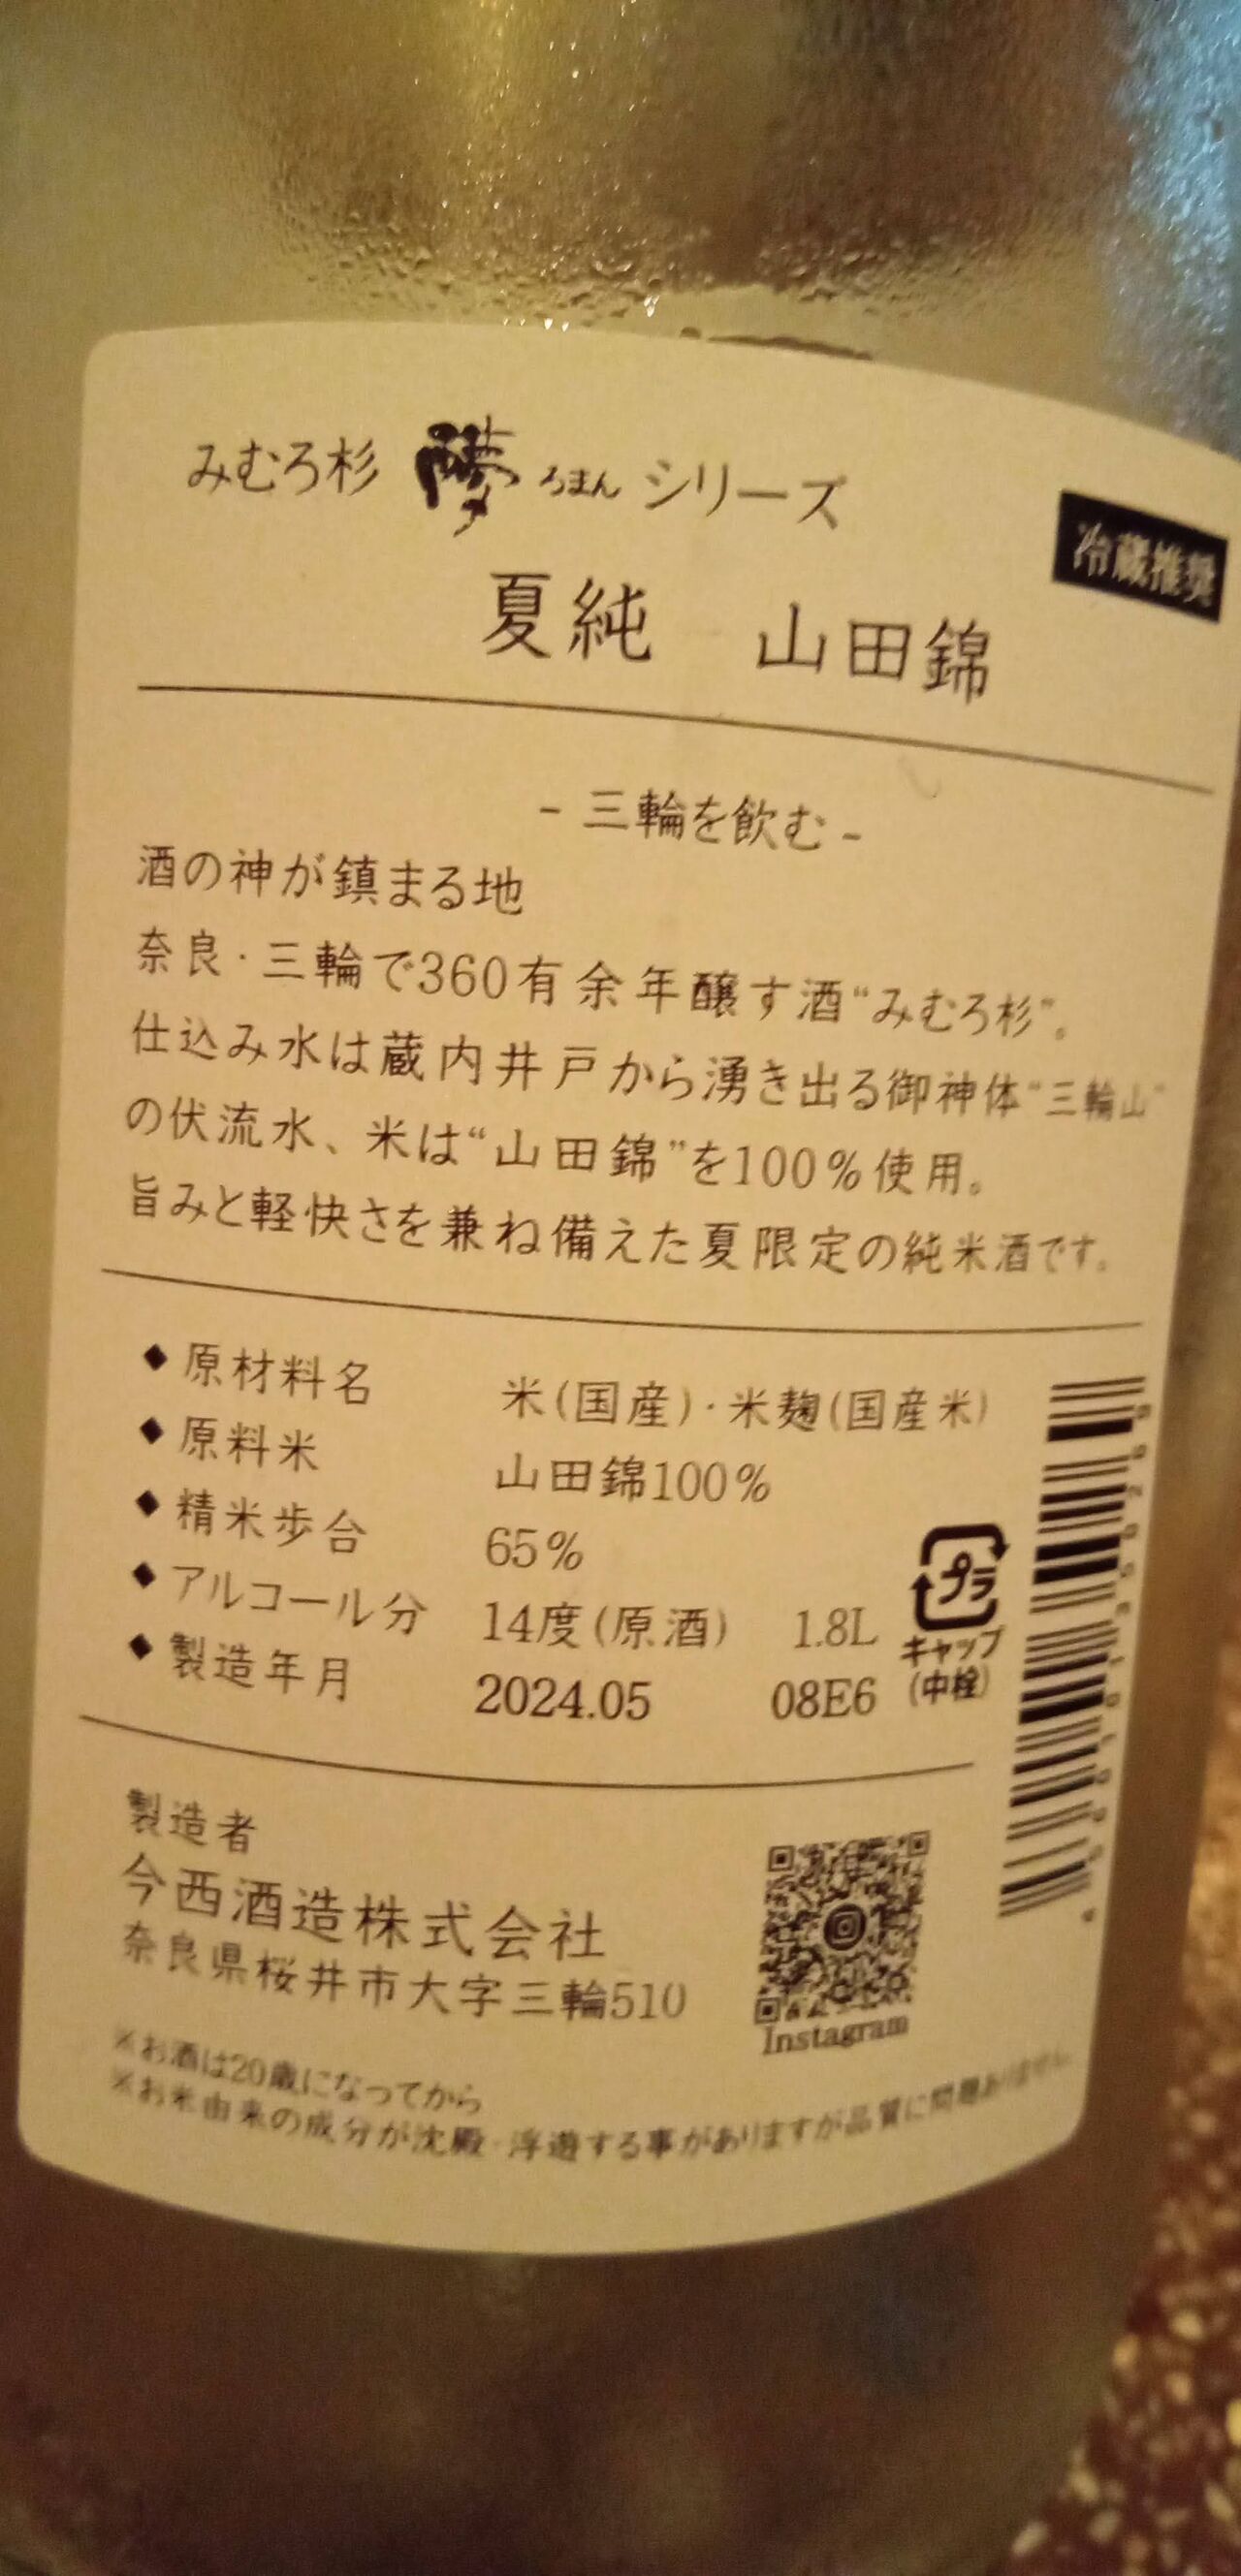 みむろ杉 夢 ろまん シリーズ
冷蔵推奨
夏純 山田錦
- 三輪を飲む -
酒の神が鎮まる地
奈良・三輪で360有余年醸す酒“みむろ杉”。
仕込み水は蔵内井戸から湧き出る御神体“三輪山”
の伏流水、米は“山田錦”を100%使用。
旨みと軽快さを兼ね備えた夏限定の純米酒です。
◆原材料名 米(国産)・米麹(国産米)
◆原料米 山田錦100%
◆精米歩合 65%
◆アルコール分 14度(原酒) 1.8L
◆製造年月 2024.05 08E6
プラ
キャップ
(中栓)
製造者
今西酒造株式会社
奈良県桜井市大字三輪510
Instagram
※お酒は20歳になってから
※お米由来の成分が沈殿・浮遊する事がありますが品質に問題ありません。